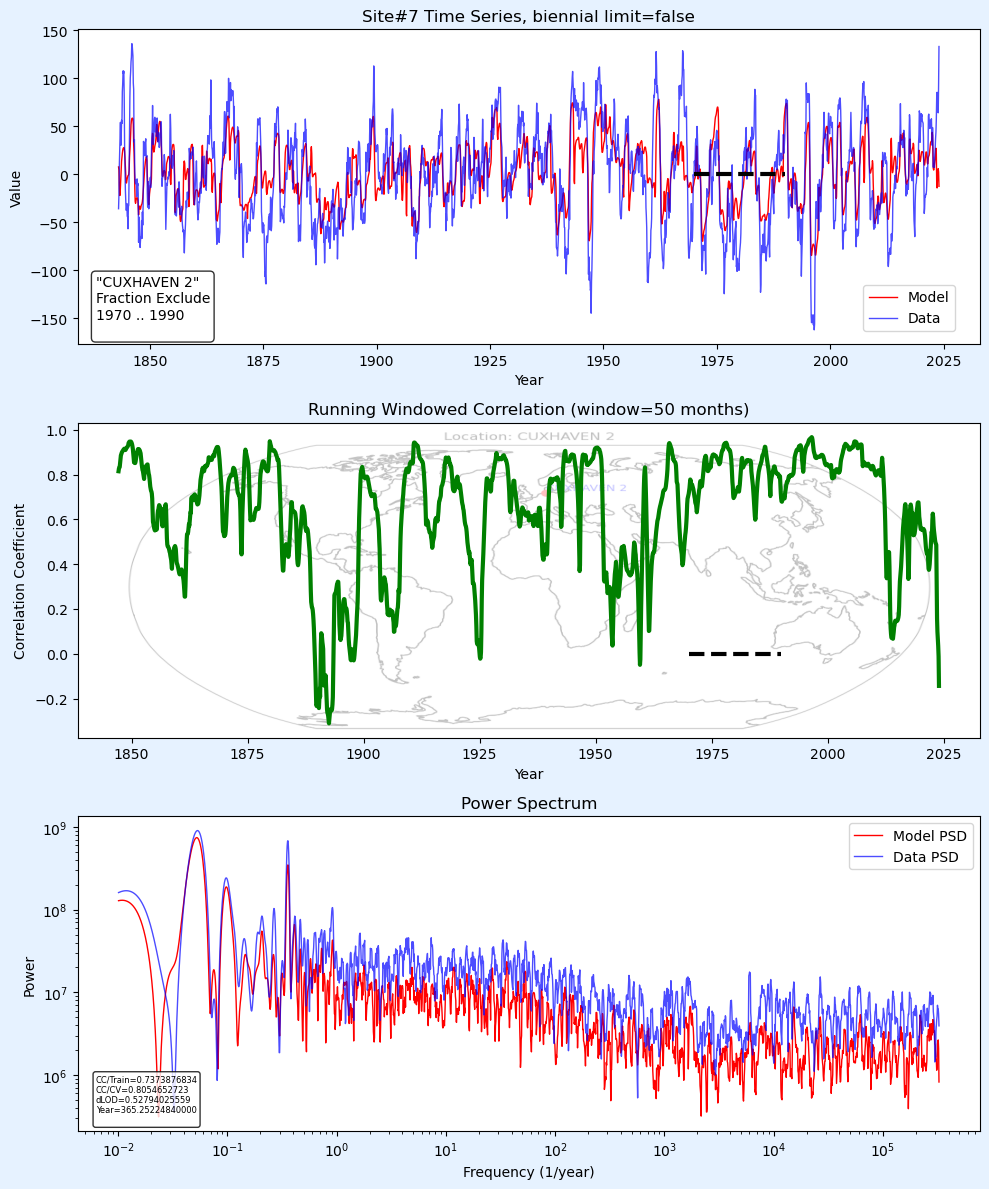 Site#7 Time Series, biennial limit=false
150
100
50
0
−50
−100
−150
Value
"CUXHAVEN 2"
Fraction Exclude
1970 .. 1990
Model
Data
1850 1875 1900 1925 1950 1975 2000 2025
Year
Running Windowed Correlation (window=50 months)
Location: CUXHAVEN 2
1.0
0.8
0.6
0.4
0.2
0.0
−0.2
Correlation Coefficient
1850 1875 1900 1925 1950 1975 2000 2025
Year
Power Spectrum
10⁹
10⁸
10⁷
10⁶
Power
Model PSD
Data PSD
CC/Train=0.7373876834
CC/CV=0.8054652723
dLOD=0.52794025559
Year=365.25224840000
10⁻² 10⁻¹ 10⁰ 10¹ 10² 10³ 10⁴ 10⁵
Frequency (1/year)